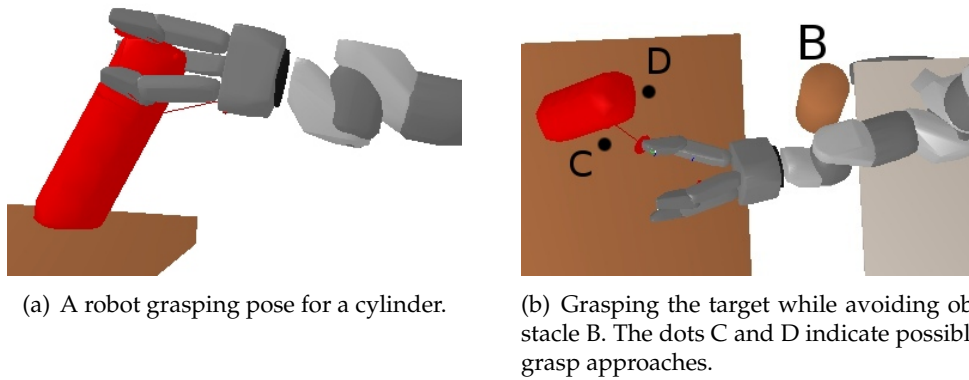 B
D
C
(a) A robot grasping pose for a cylinder.
(b) Grasping the target while avoiding ob
stacle B. The dots C and D indicate possibl
grasp approaches.